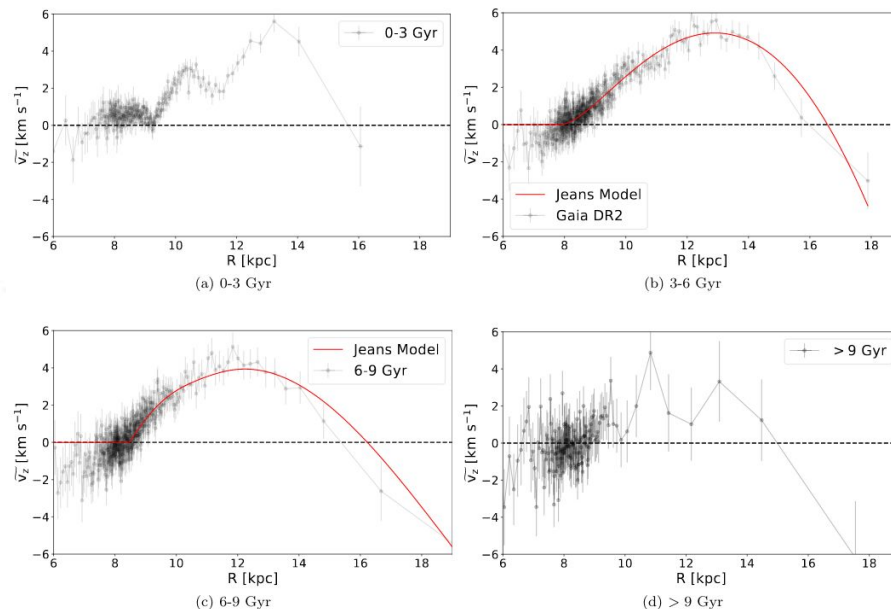 6
4
2
0
−2
−4
−6
ṽz [km s⁻¹]
0-3 Gyr
6 8 10 12 14 16 18
R [kpc]
(a) 0-3 Gyr
6
4
2
0
−2
−4
−6
ṽz [km s⁻¹]
Jeans Model
Gaia DR2
6 8 10 12 14 16 18
R [kpc]
(b) 3-6 Gyr
6
4
2
0
−2
−4
−6
ṽz [km s⁻¹]
Jeans Model
6-9 Gyr
6 8 10 12 14 16 18
R [kpc]
(c) 6-9 Gyr
6
4
2
0
−2
−4
−6
ṽz [km s⁻¹]
> 9 Gyr
6 8 10 12 14 16 18
R [kpc]
(d) > 9 Gyr